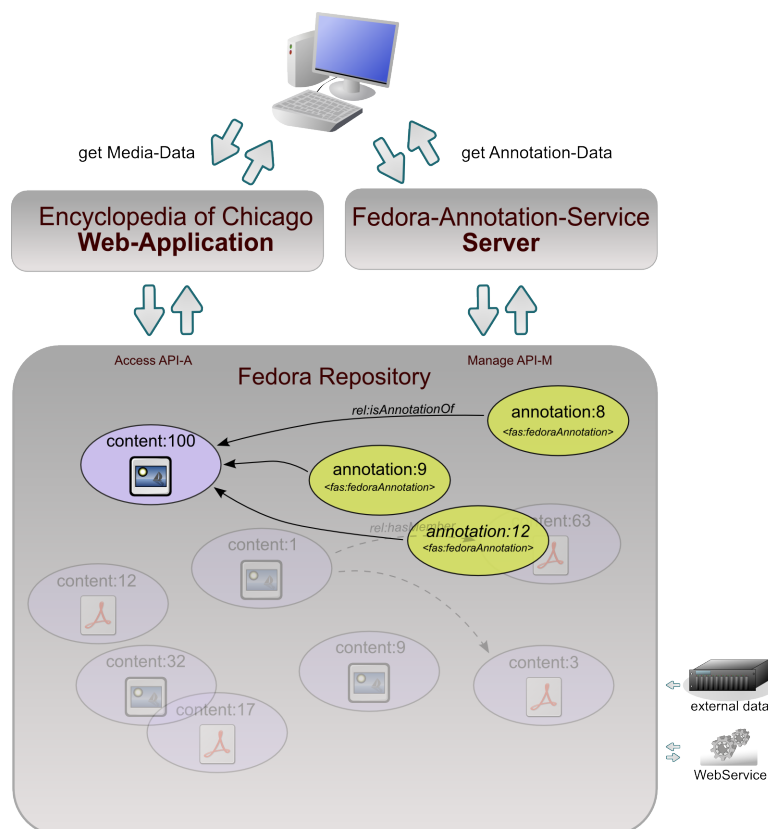 get Media-Data
get Annotation-Data
Encyclopedia of Chicago
Web-Application
Fedora-Annotation-Service
Server
Access API-A
Manage API-M
Fedora Repository
rel:isAnnotationOf
annotation:8
<fas:fedoraAnnotation>
content:100
annotation:9
<fas:fedoraAnnotation>
rel:hasMember
annotation:12
<fas:fedoraAnnotation>
tent:63
content:1
content:12
content:32
content:9
content:3
content:17
external data
WebService